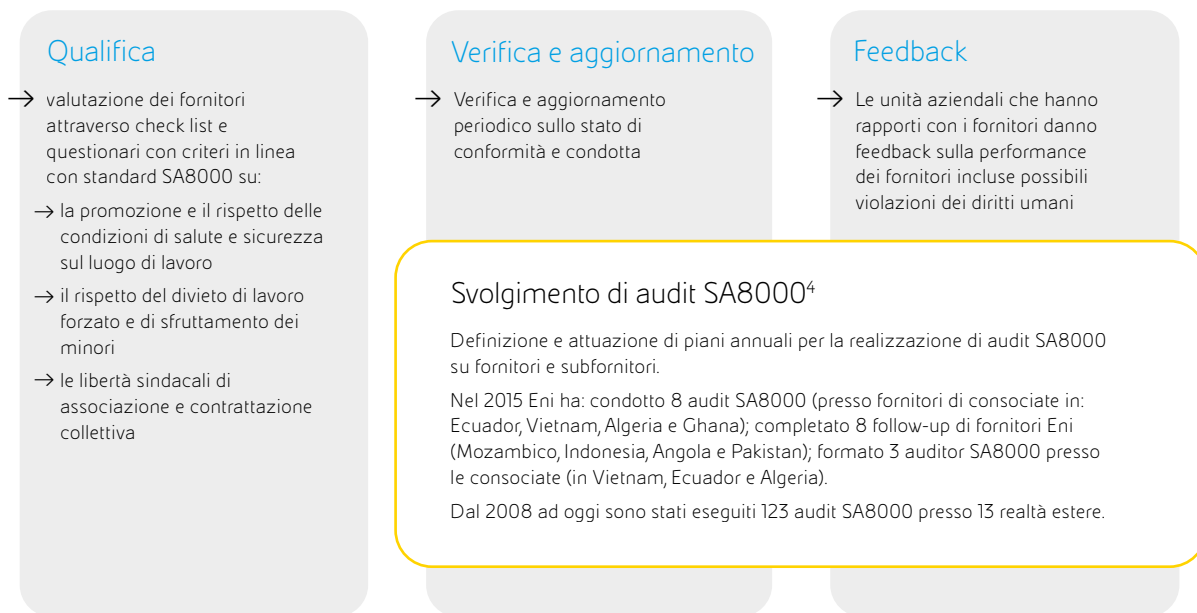 Qualifica
→ valutazione dei fornitori
attraverso check list e
questionari con criteri in linea
con standard SA8000 su:
→ la promozione e il rispetto delle
condizioni di salute e sicurezza
sul luogo di lavoro
→ il rispetto del divieto di lavoro
forzato e di sfruttamento dei
minori
→ le libertà sindacali di
associazione e contrattazione
collettiva
Verifica e aggiornamento
→ Verifica e aggiornamento
periodico sullo stato di
conformità e condotta
Feedback
→ Le unità aziendali che hanno
rapporti con i fornitori danno
feedback sulla performance
dei fornitori incluse possibili
violazioni dei diritti umani
Svolgimento di audit SA8000⁴
Definizione e attuazione di piani annuali per la realizzazione di audit SA8000
su fornitori e subfornitori.
Nel 2015 Eni ha: condotto 8 audit SA8000 (presso fornitori di consociate in:
Ecuador, Vietnam, Algeria e Ghana); completato 8 follow-up di fornitori Eni
(Mozambico, Indonesia, Angola e Pakistan); formato 3 auditor SA8000 presso
le consociate (in Vietnam, Ecuador e Algeria).
Dal 2008 ad oggi sono stati eseguiti 123 audit SA8000 presso 13 realtà estere.